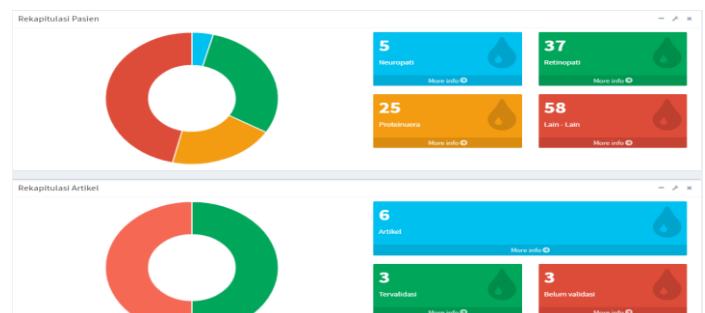 Rekapitulasi Pasien
5
Neuropati
More info
37
Retinopati
More info
25
Proteinuera
More info
58
Lain - Lain
More info
Rekapitulasi Artikel
6
Artikel
More info
3
Tervalidasi
More info
3
Belum validasi
More info